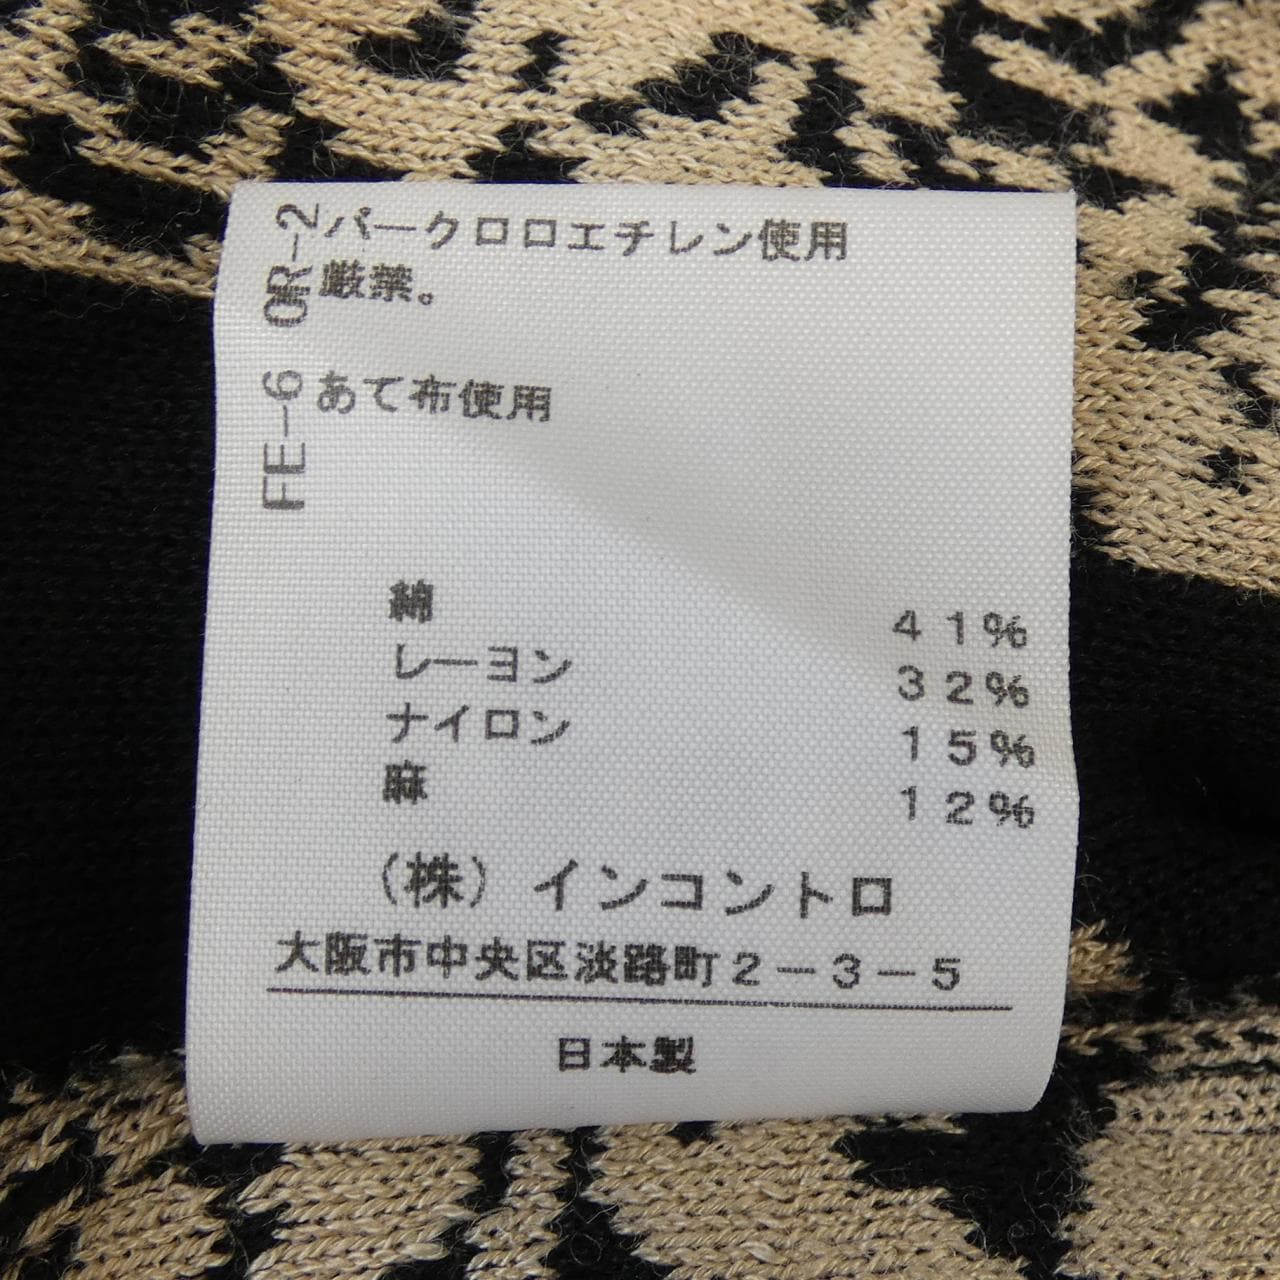 パークロロエチレン使用
厳禁。
あて布使用
FE-6 OR-2
綿 41%
レーヨン 32%
ナイロン 15%
麻 12%
(株)インコントロ
大阪市中央区淡路町2-3-5
日本製